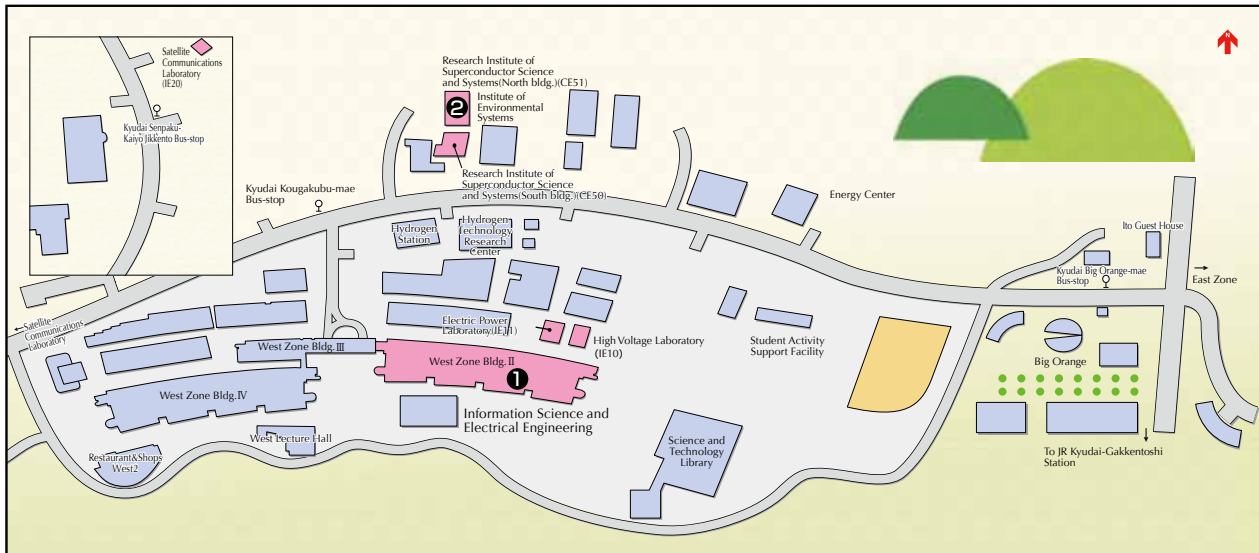 N
Satellite
Communications
Laboratory
(IE20)
Kyudai Senpaku-
Kaiyo Jikkento Bus-stop
Research Institute of
Superconductor Science
and Systems(North bldg.)(CE51)
2
Institute of
Environmental
Systems
Research Institute of
Superconductor Science
and Systems(South bldg.)(CE50)
Kyudai Kougakubu-mae
Bus-stop
Energy Center
Ito Guest House
Hydrogen
Station
Hydrogen
Technology
Research
Center
Kyudai Big Orange-mae
Bus-stop
East Zone
Satellite
Communications
Laboratory
Electric Power
Laboratory(IE11)
High Voltage Laboratory
(IE10)
Student Activity
Support Facility
Big Orange
West Zone Bldg.III
West Zone Bldg.II
1
West Zone Bldg.IV
Information Science and
Electrical Engineering
West Lecture Hall
Restaurant&Shops
West2
Science and
Technology
Library
To JR Kyudai-Gakkentoshi
Station